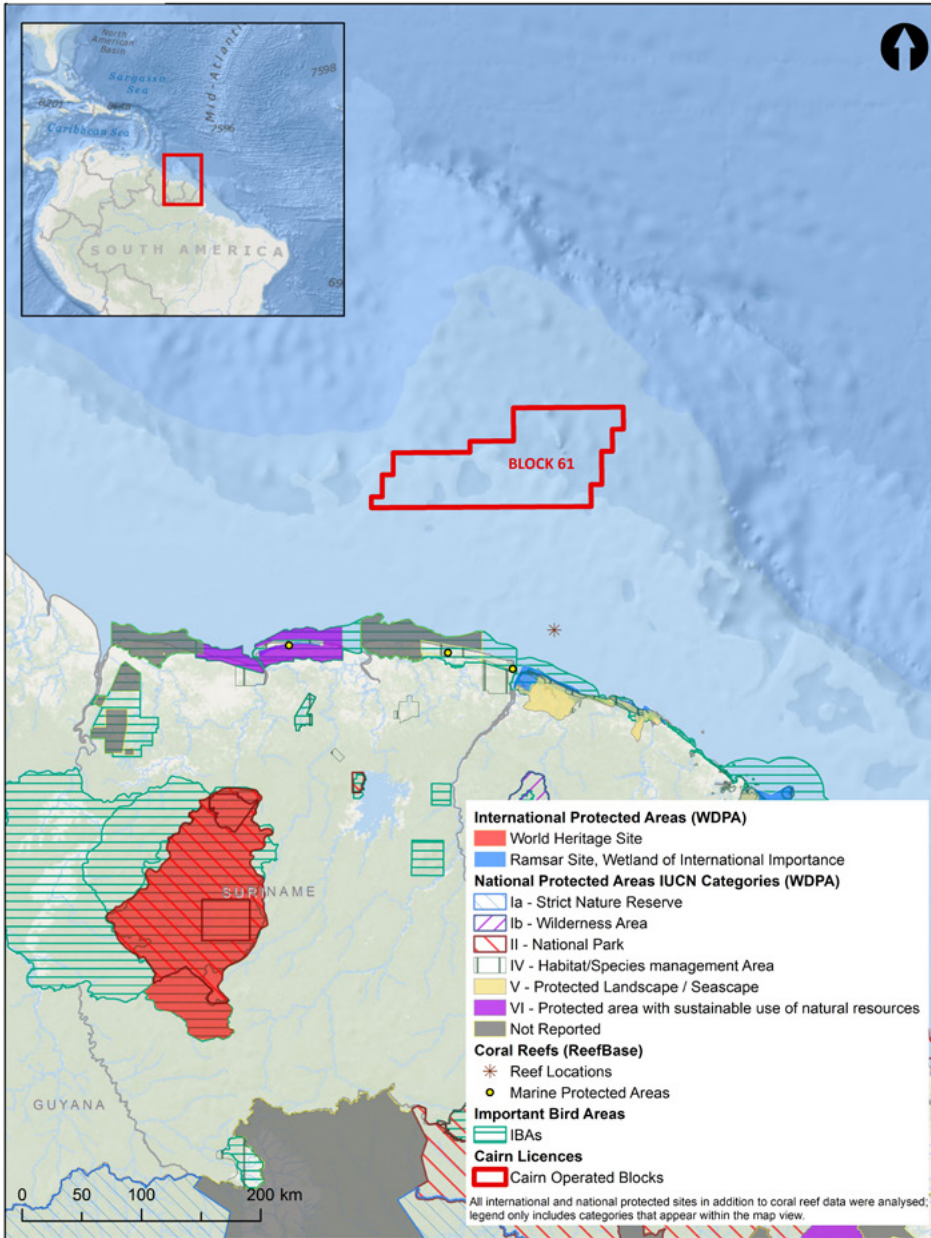 North
American
Basin
Sargasso
Sea
Mid-Atlantic
7598
7596
8201
Caribbean Sea
SOUTH AMERICA
69
BLOCK 61
SURINAME
GUYANA
0 50 100 200 km
International Protected Areas (WDPA)
World Heritage Site
Ramsar Site, Wetland of International Importance
National Protected Areas IUCN Categories (WDPA)
Ia - Strict Nature Reserve
Ib - Wilderness Area
II - National Park
IV - Habitat/Species management Area
V - Protected Landscape / Seascape
VI - Protected area with sustainable use of natural resources
Not Reported
Coral Reefs (ReefBase)
Reef Locations
Marine Protected Areas
Important Bird Areas
IBAs
Cairn Licences
Cairn Operated Blocks
All international and national protected sites in addition to coral reef data were analysed;
legend only includes categories that appear within the map view.